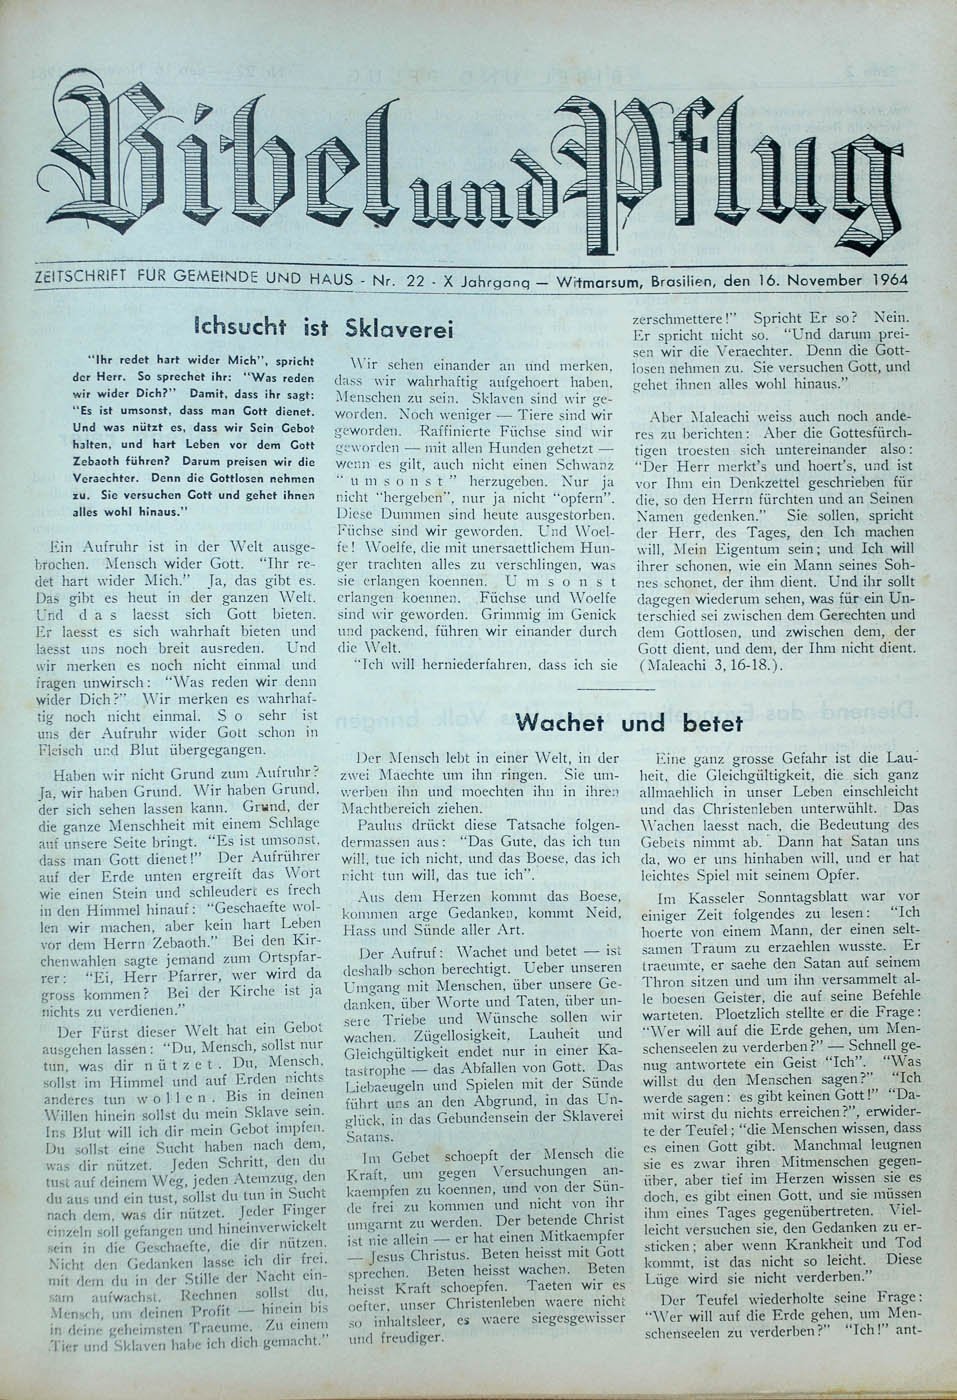 Bibel und Pflug
ZEITSCHRIFT FÜR GEMEINDE UND HAUS - Nr. 22 - X Jahrgang — Witmarsum, Brasilien, den 16. November 1964
Ichsucht ist Sklaverei
"Ihr redet hart wider Mich", spricht
der Herr. So sprechet ihr: "Was reden
wir wider Dich?" Damit, dass ihr sagt:
"Es ist umsonst, dass man Gott dienet.
Und was nützt es, dass wir Sein Gebot
halten, und hart Leben vor dem Gott
Zebaoth führen? Darum preisen wir die
Veraechter. Denn die Gottlosen nehmen
zu. Sie versuchen Gott und gehet ihnen
alles wohl hinaus."
Ein Aufruhr ist in der Welt ausge-
brochen. Mensch wider Gott. "Ihr re-
det hart wider Mich." Ja, das gibt es.
Das gibt es heut in der ganzen Welt.
Und d a s laesst sich Gott bieten.
Er laesst es sich wahrhaft bieten und
laesst uns noch breit ausreden. Und
wir merken es noch nicht einmal und
fragen unwirsch: "Was reden wir denn
wider Dich?" Wir merken es wahrhaf-
tig noch nicht einmal. S o sehr ist
uns der Aufruhr wider Gott schon in
Fleisch und Blut übergegangen.
Haben wir nicht Grund zum Aufruhr?
Ja, wir haben Grund. Wir haben Grund,
der sich sehen lassen kann. Grund, der
die ganze Menschheit mit einem Schlage
auf unsere Seite bringt. "Es ist umsonst,
dass man Gott dienet!" Der Aufrührer
auf der Erde unten ergreift das Wort
wie einen Stein und schleudert es frech
in den Himmel hinauf: "Geschaefte wol-
len wir machen, aber kein hart Leben
vor dem Herrn Zebaoth." Bei den Kir-
chenwahlen sagte jemand zum Ortspfar-
rer: "Ei, Herr Pfarrer, wer wird da
gross kommen? Bei der Kirche ist ja
nichts zu verdienen."
Der Fürst dieser Welt hat ein Gebot
ausgehen lassen: "Du, Mensch, sollst nur
tun, was dir n ü t z e t . Du, Mensch,
sollst im Himmel und auf Erden nichts
anderes tun w o l l e n . Bis in deinen
Willen hinein sollst du mein Sklave sein.
Ins Blut will ich dir mein Gebot impfen.
Du sollst eine Sucht haben nach dem,
was dir nützet. Jeden Schritt, den du
tust auf deinem Weg, jeden Atemzug, den
du aus und ein tust, sollst du tun in Sucht
nach dem, was dir nützet. Jeder Finger
einzeln soll gefangen und hineinverwickelt
sein in die Geschaefte, die dir nützen.
Nicht den Gedanken lasse ich dir frei,
mit dem du in der Stille der Nacht ein-
sam aufwachst. Rechnen sollst du,
Mensch, um deinen Profit — hinein bis
in deine geheimsten Traeume. Zu einem
Tier und Sklaven habe ich dich gemacht."
Wir sehen einander an und merken,
dass wir wahrhaftig aufgehoert haben,
Menschen zu sein. Sklaven sind wir ge-
worden. Noch weniger — Tiere sind wir
geworden. Raffinierte Füchse sind wir
geworden — mit allen Hunden gehetzt —
wenn es gilt, auch nicht einen Schwanz
" u m s o n s t " herzugeben. Nur ja
nicht "hergeben", nur ja nicht "opfern".
Diese Dummen sind heute ausgestorben.
Füchse sind wir geworden. Und Woel-
fe! Woelfe, die mit unersaettlichem Hun-
ger trachten alles zu verschlingen, was
sie erlangen koennen. U m s o n s t
erlangen koennen. Füchse und Woelfe
sind wir geworden. Grimmig im Genick
und packend, führen wir einander durch
die Welt.
"Ich will herniederfahren, dass ich sie
zerschmettere!" Spricht Er so? Nein.
Er spricht nicht so. "Und darum prei-
sen wir die Veraechter. Denn die Gott-
losen nehmen zu. Sie versuchen Gott, und
gehet ihnen alles wohl hinaus."
Aber Maleachi weiss auch noch ande-
res zu berichten: Aber die Gottesfürch-
tigen troesten sich untereinander also:
"Der Herr merkt's und hoert's, und ist
vor Ihm ein Denkzettel geschrieben für
die, so den Herrn fürchten und an Seinen
Namen gedenken." Sie sollen, spricht
der Herr, des Tages, den Ich machen
will, Mein Eigentum sein; und Ich will
ihrer schonen, wie ein Mann seines Soh-
nes schonet, der ihm dient. Und ihr sollt
dagegen wiederum sehen, was für ein Un-
terschied sei zwischen dem Gerechten und
dem Gottlosen, und zwischen dem, der
Gott dient, und dem, der Ihm nicht dient.
(Maleachi 3, 16-18.).
Wachet und betet
Der Mensch lebt in einer Welt, in der
zwei Maechte um ihn ringen. Sie um-
werben ihn und moechten ihn in ihren
Machtbereich ziehen.
Paulus drückt diese Tatsache folgen-
dermassen aus: "Das Gute, das ich tun
will, tue ich nicht, und das Boese, das ich
nicht tun will, das tue ich".
Aus dem Herzen kommt das Boese,
kommen arge Gedanken, kommt Neid,
Hass und Sünde aller Art.
Der Aufruf: Wachet und betet — ist
deshalb schon berechtigt. Ueber unseren
Umgang mit Menschen, über unsere Ge-
danken, über Worte und Taten, über un-
sere Triebe und Wünsche sollen wir
wachen. Zügellosigkeit, Lauheit und
Gleichgültigkeit endet nur in einer Ka-
tastrophe — das Abfallen von Gott. Das
Liebaeugeln und Spielen mit der Sünde
führt uns an den Abgrund, in das Un-
glück, in das Gebundensein der Sklaverei
Satans.
Im Gebet schoepft der Mensch die
Kraft, um gegen Versuchungen an-
kaempfen zu koennen, und von der Sün-
de frei zu kommen und nicht von ihr
umgarnt zu werden. Der betende Christ
ist nie allein — er hat einen Mitkaempfer
— Jesus Christus. Beten heisst mit Gott
sprechen. Beten heisst wachen. Beten
heisst Kraft schoepfen. Taeten wir es
oefter, unser Christenleben waere nicht
so inhaltsleer, es waere siegesgewisser
und freudiger.
Eine ganz grosse Gefahr ist die Lau-
heit, die Gleichgültigkeit, die sich ganz
allmaehlich in unser Leben einschleicht
und das Christenleben unterwühlt. Das
Wachen laesst nach, die Bedeutung des
Gebets nimmt ab. Dann hat Satan uns
da, wo er uns hinhaben will, und er hat
leichtes Spiel mit seinem Opfer.
Im Kasseler Sonntagsblatt war vor
einiger Zeit folgendes zu lesen: "Ich
hoerte von einem Mann, der einen selt-
samen Traum zu erzaehlen wusste. Er
traeumte, er saehe den Satan auf seinem
Thron sitzen und um ihn versammelt al-
le boesen Geister, die auf seine Befehle
warteten. Ploetzlich stellte er die Frage:
"Wer will auf die Erde gehen, um Men-
schenseelen zu verderben?" — Schnell ge-
nug antwortete ein Geist "Ich". "Was
willst du den Menschen sagen?" "Ich
werde sagen: es gibt keinen Gott!" "Da-
mit wirst du nichts erreichen?", erwider-
te der Teufel; "die Menschen wissen, dass
es einen Gott gibt. Manchmal leugnen
sie es zwar ihren Mitmenschen gegen-
über, aber tief im Herzen wissen sie es
doch, es gibt einen Gott, und sie müssen
ihm eines Tages gegenübertreten. Viel-
leicht versuchen sie, den Gedanken zu er-
sticken; aber wenn Krankheit und Tod
kommt, ist das nicht so leicht. Diese
Lüge wird sie nicht verderben."
Der Teufel wiederholte seine Frage:
"Wer will auf die Erde gehen, um Men-
schenseelen zu verderben?" "Ich!" ant-